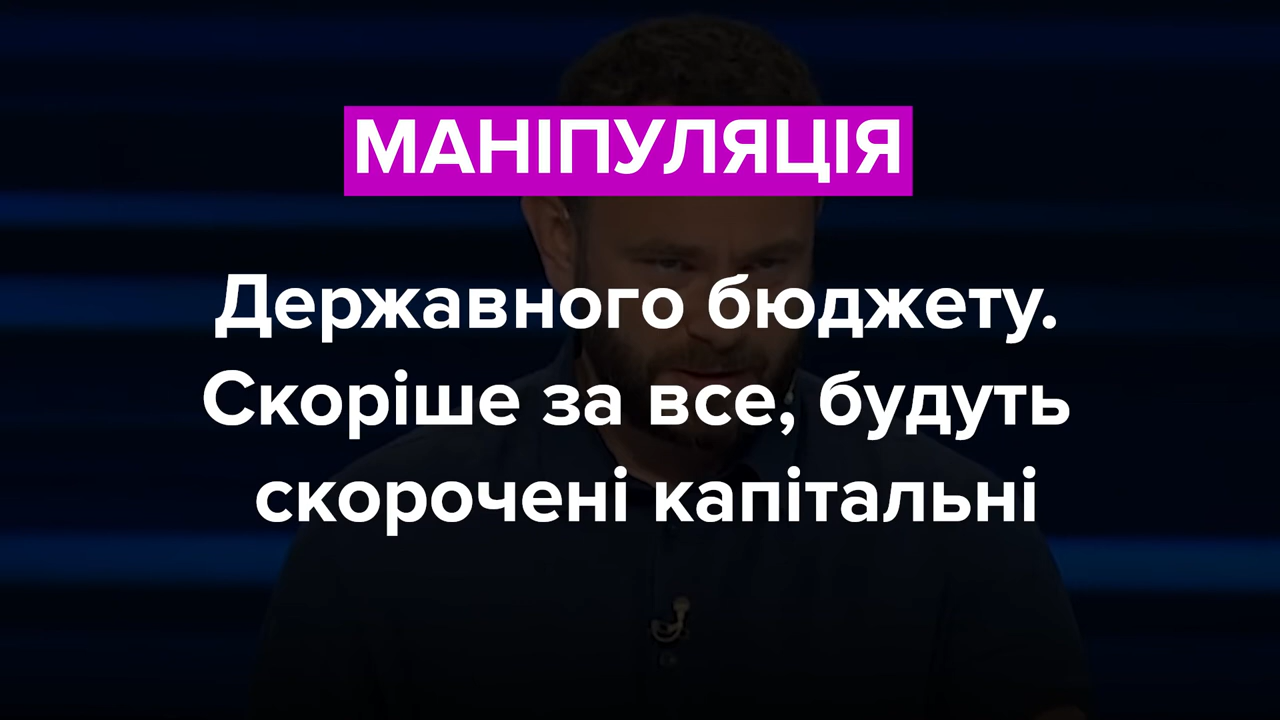 МАНІПУЛЯЦІЯ
Державного бюджету.
Скоріше за все, будуть
скорочені капітальні